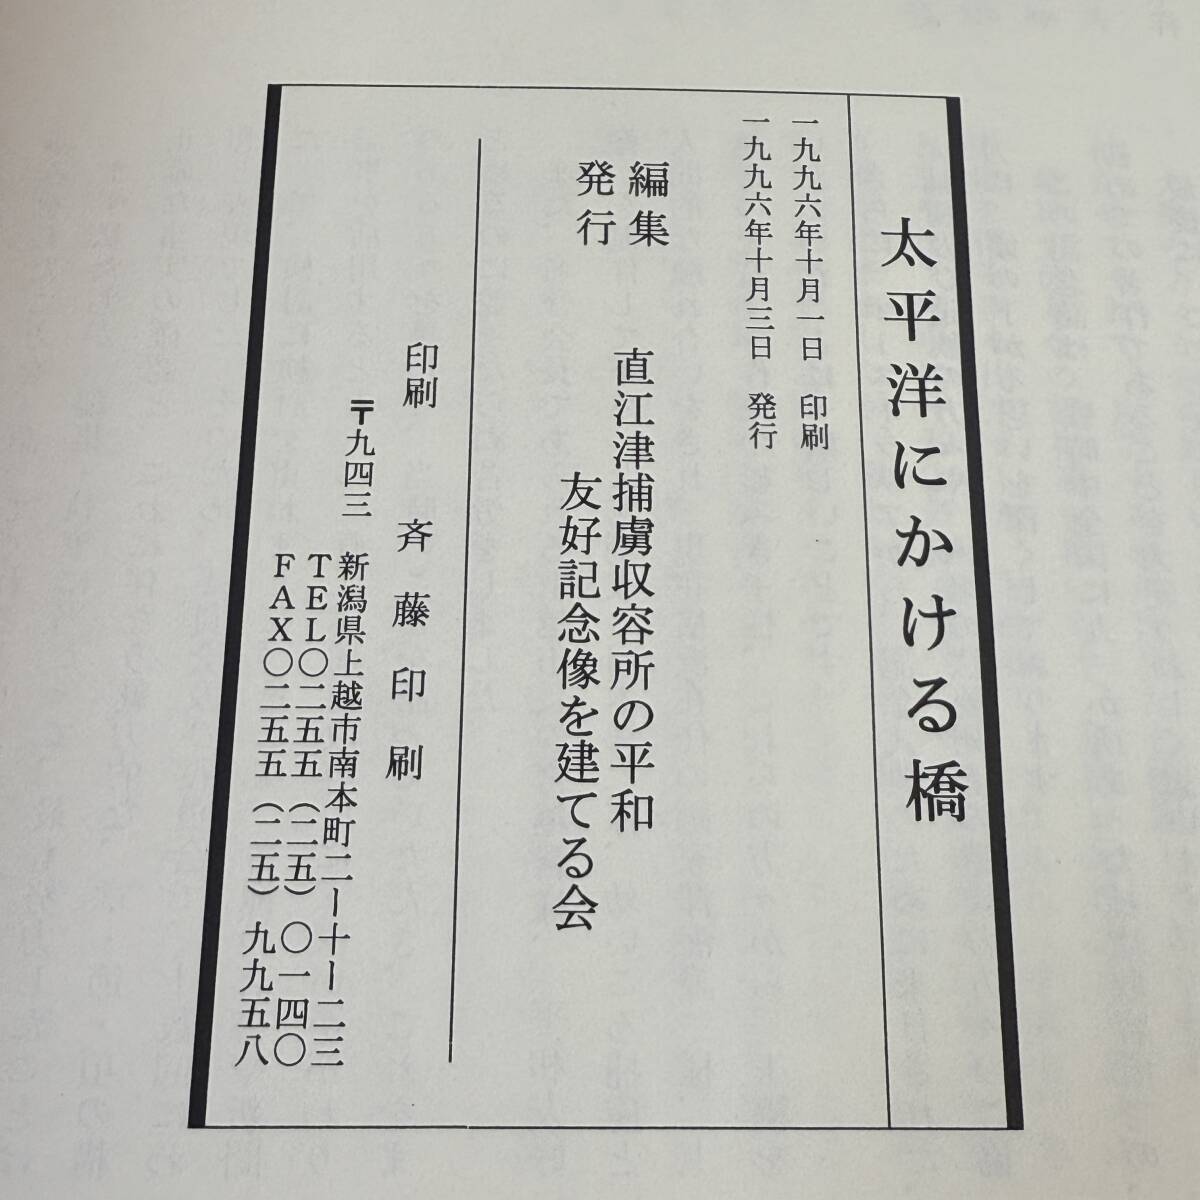 太平洋にかける橋
一九九六年十月一日 印刷
一九九六年十月三日 発行
編集
発行
直江津捕虜収容所の平和
友好記念像を建てる会
印刷 斉藤印刷
〒九四三 新潟県上越市南本町二ー十ー二三
TEL〇二五五(二五)〇一四〇
FAX〇二五五(二五)九九五八